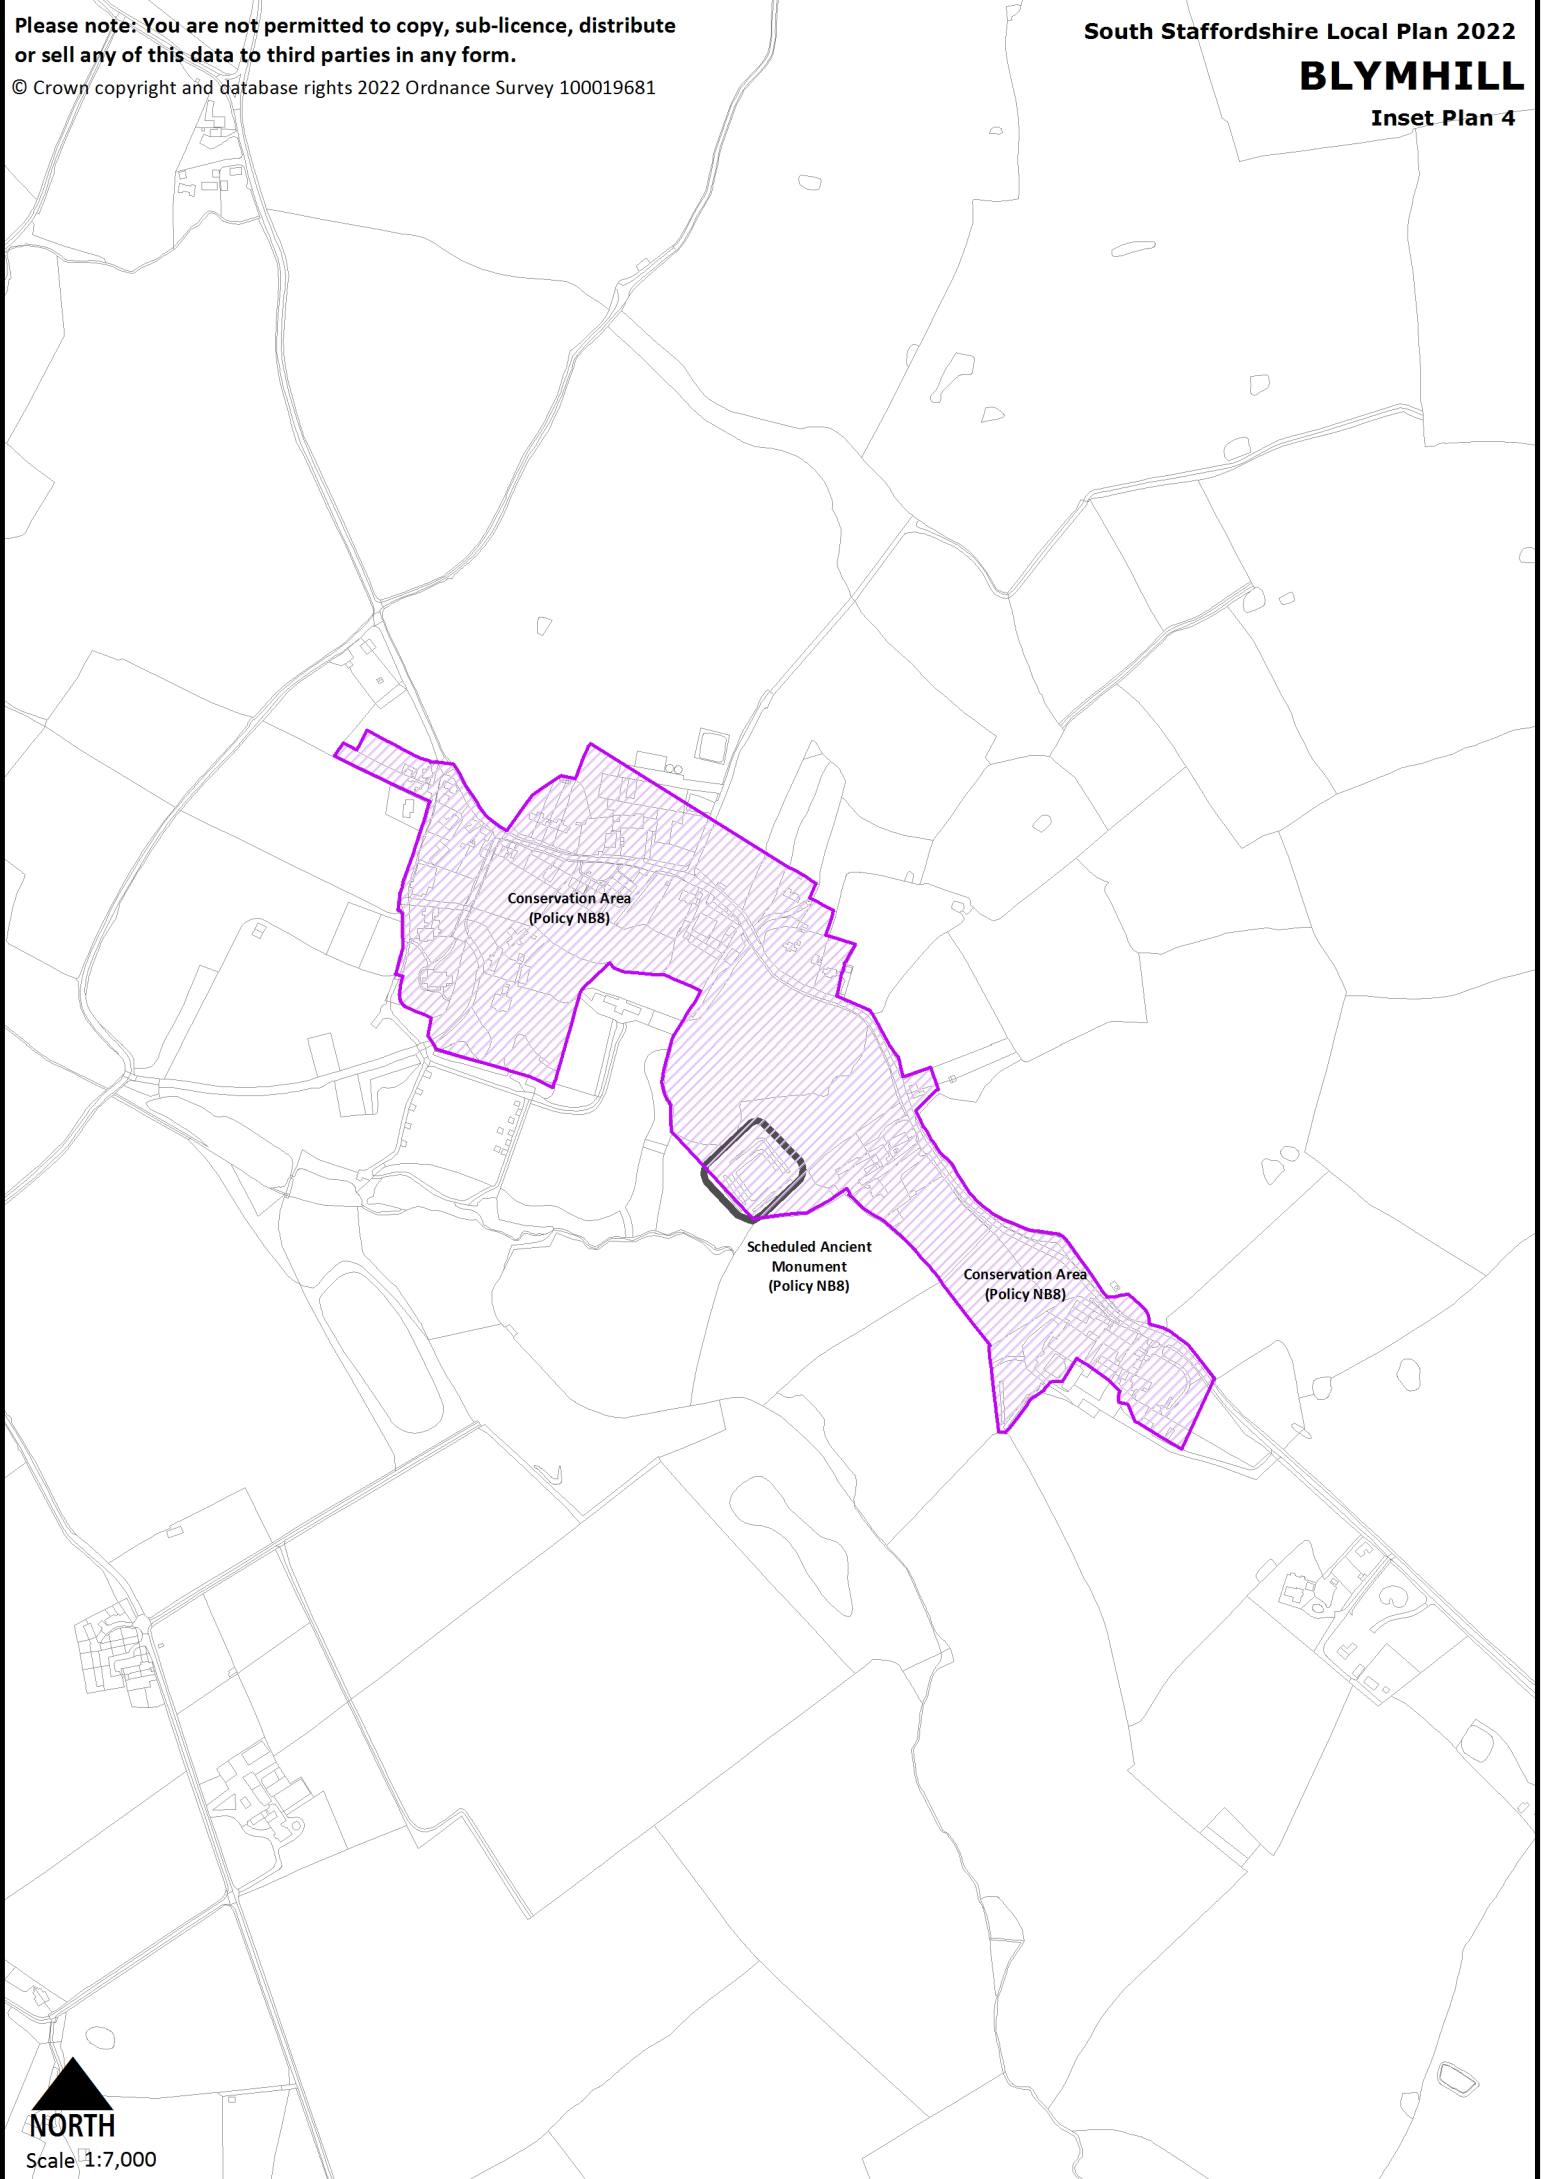 Please note: You are not permitted to copy, sub-licence, distribute
or sell any of this data to third parties in any form.
© Crown copyright and database rights 2022 Ordnance Survey 100019681
South Staffordshire Local Plan 2022
BLYMHILL
Inset Plan 4
Conservation Area
(Policy NB8)
Scheduled Ancient
Monument
(Policy NB8)
Conservation Area
(Policy NB8)
NORTH
Scale 1:7,000